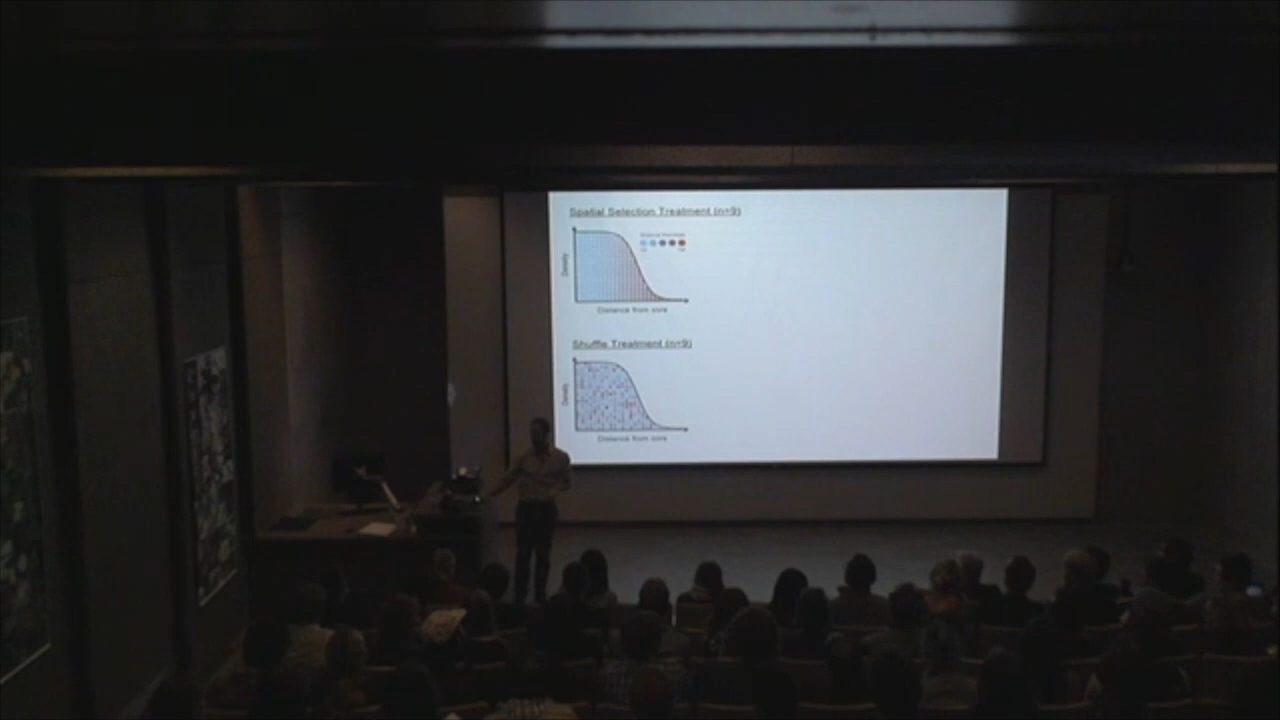 Spatial Selection Treatment (n=9)
Density
Distance from core
Shuffle Treatment (n=9)
Density
Distance from core